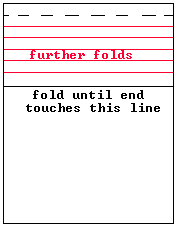 further folds
fold until end
touches this line